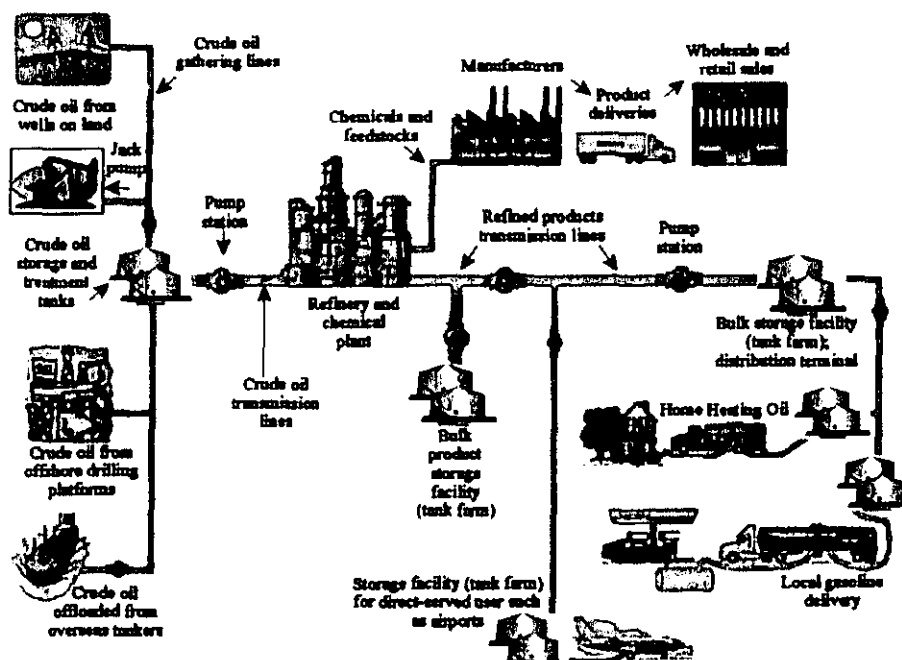 Crude oil
gathering lines
Crude oil from
wells on land
Jack
pump
Crude oil
storage and
treatment
tanks
Pump
station
Chemicals and
feedstocks
Manufacturers
Product
deliveries
Wholesale and
retail sales
Refined products
transmission lines
Pump
station
Refinery and
chemical
plant
Crude oil
transmission
lines
Bulk
product
storage
facility
(tank farm)
Bulk storage facility
(tank farm);
distribution terminal
Home Heating Oil
Crude oil from
offshore drilling
platforms
Crude oil
offloaded from
overseas tankers
Storage facility (tank farm)
for direct-served user such
as airports
Local gasoline
delivery